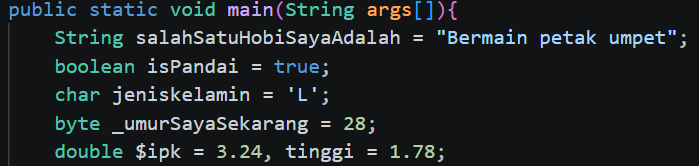 public static void main(String args[]){
String salahSatuHobiSayaAdalah = "Bermain petak umpet";
boolean isPandai = true;
char jeniskelamin = 'L';
byte _umurSayaSekarang = 28;
double $ipk = 3.24, tinggi = 1.78;